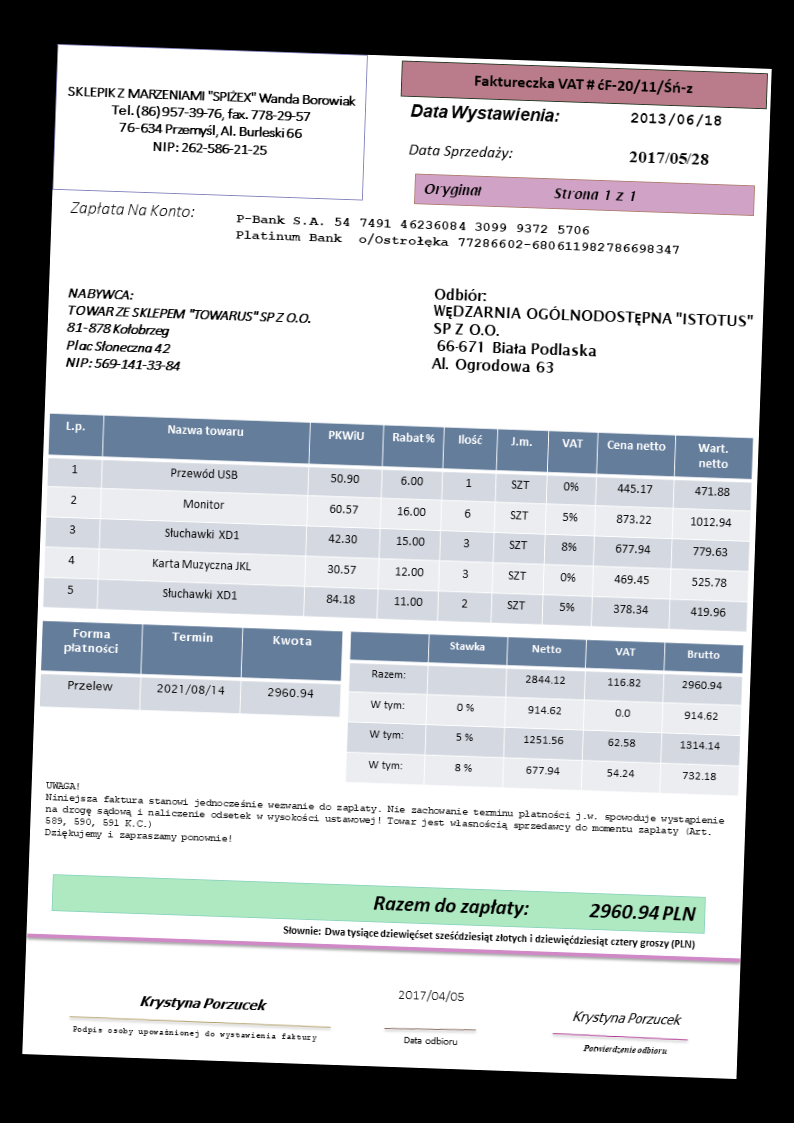 SKLEPIK Z MARZENIAMI "SPIŻEX" Wanda Borowiak
Tel. (86) 957-39-76, fax. 778-29-57
76-634 Przemyśl, Al. Burleski 66
NIP: 262-586-21-25
Faktureczka VAT # ćF-20/11/Śń-z
Data Wystawienia: 2013/06/18
Data Sprzedaży: 2017/05/28
Oryginał Strona 1 z 1
Zapłata Na Konto:
P-Bank S.A. 54 7491 46236084 3099 9372 5706
Platinum Bank o/Ostrołęka 77286602-680611982786698347
NABYWCA:
TOWAR ZE SKLEPEM "TOWARUS" SP Z O.O.
81-878 Kołobrzeg
Plac Słoneczna 42
NIP: 569-141-33-84
Odbiór:
WĘDZARNIA OGÓLNODOSTĘPNA "ISTOTUS"
SP Z O.O.
66-671 Biała Podlaska
Al. Ogrodowa 63
L.p. Nazwa towaru PKWiU Rabat % Ilość J.m. VAT Cena netto Wart. netto
1 Przewód USB 50.90 6.00 1 SZT 0% 445.17 471.88
2 Monitor 60.57 16.00 6 SZT 5% 873.22 1012.94
3 Słuchawki XD1 42.30 15.00 3 SZT 8% 677.94 779.63
4 Karta Muzyczna JKL 30.57 12.00 3 SZT 0% 469.45 525.78
5 Słuchawki XD1 84.18 11.00 2 SZT 5% 378.34 419.96
Forma płatności Termin Kwota
Przelew 2021/08/14 2960.94
Stawka Netto VAT Brutto
Razem: 2844.12 116.82 2960.94
W tym: 0 % 914.62 0.0 914.62
W tym: 5 % 1251.56 62.58 1314.14
W tym: 8 % 677.94 54.24 732.18
UWAGA!
Niniejsza faktura stanowi jednocześnie wezwanie do zapłaty. Nie zachowanie terminu płatności j.w. spowoduje wystąpienie
na drogę sądową i naliczenie odsetek w wysokości ustawowej! Towar jest własnością sprzedawcy do momentu zapłaty (Art.
589, 590, 591 K.C.)
Dziękujemy i zapraszamy ponownie!
Razem do zapłaty: 2960.94 PLN
Słownie: Dwa tysiące dziewięćset sześćdziesiąt złotych i dziewięćdziesiąt cztery groszy (PLN)
Krystyna Porzucek
Podpis osoby upoważnionej do wystawienia faktury
2017/04/05
Data odbioru
Krystyna Porzucek
Potwierdzenie odbioru